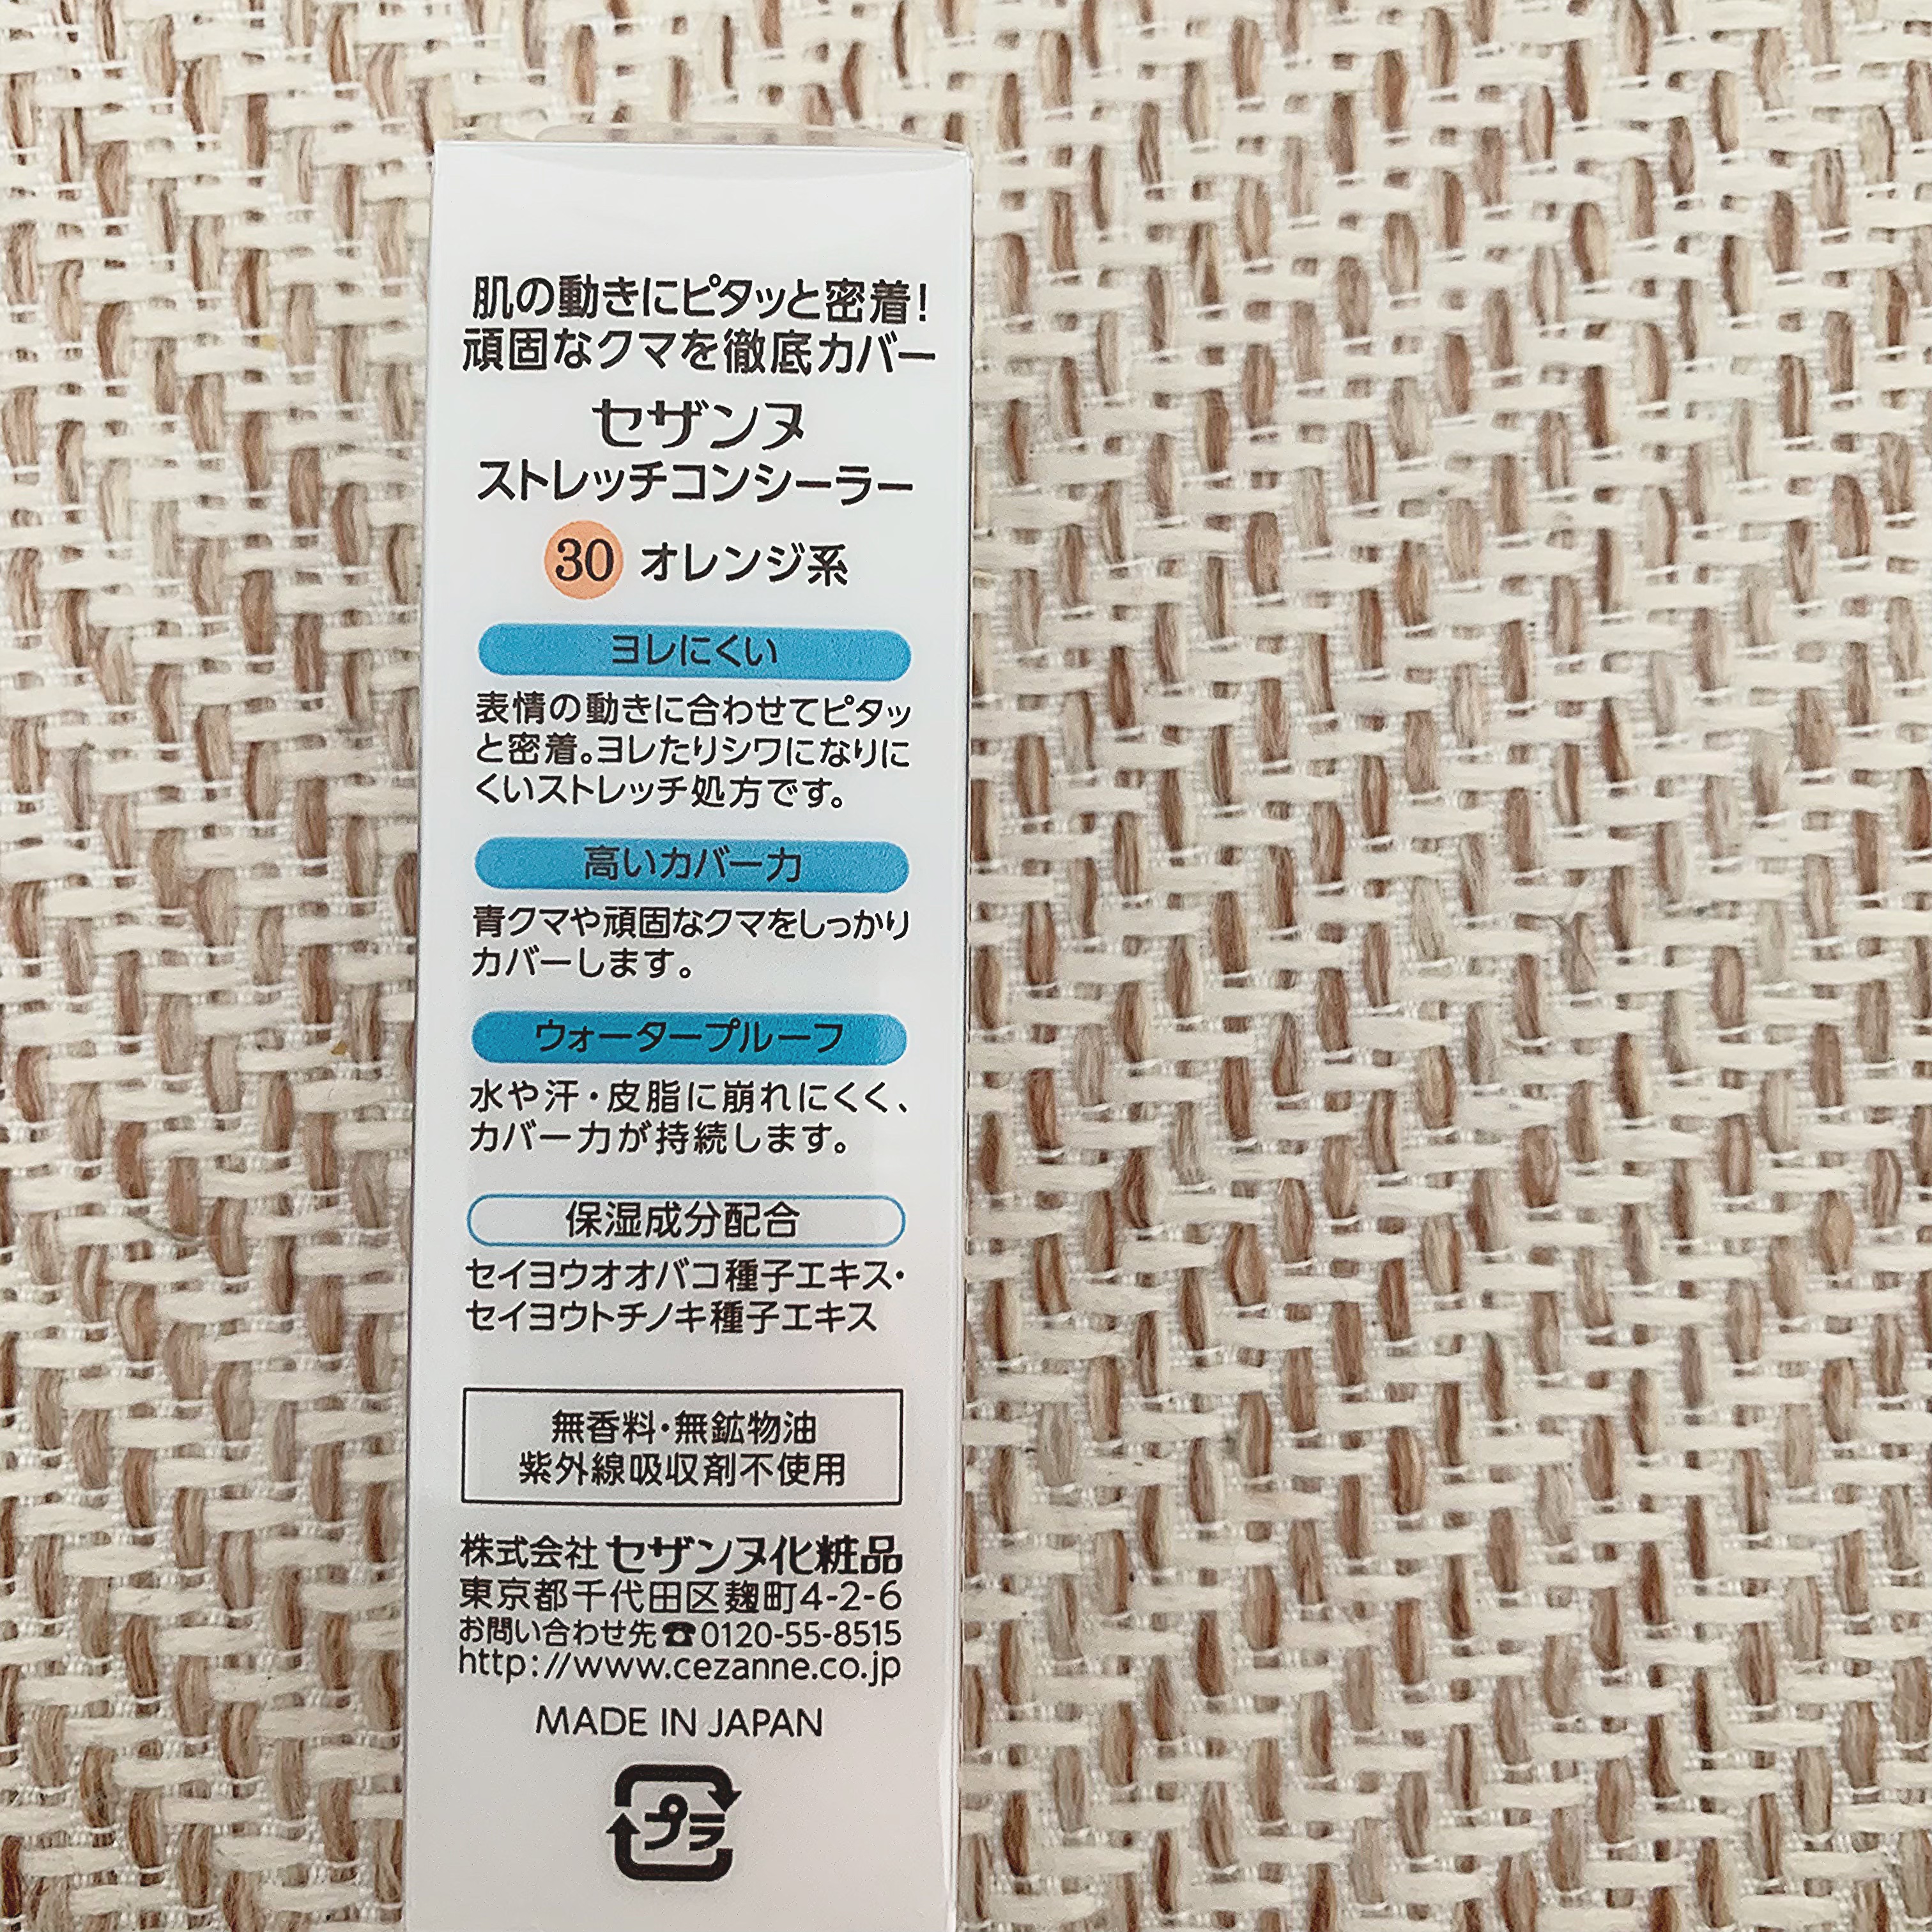 肌の動きにピタッと密着!
頑固なクマを徹底カバー
セザンヌ
ストレッチコンシーラー
30 オレンジ系
ヨレにくい
表情の動きに合わせてピタッ
と密着。ヨレたりシワになりに
くいストレッチ処方です。
高いカバー力
青クマや頑固なクマをしっかり
カバーします。
ウォータープルーフ
水や汗・皮脂に崩れにくく、
カバー力が持続します。
保湿成分配合
セイヨウオオバコ種子エキス・
セイヨウトチノキ種子エキス
無香料・無鉱物油
紫外線吸収剤不使用
株式会社 セザンヌ化粧品
東京都千代田区麹町4-2-6
お問い合わせ先☎0120-55-8515
http://www.cezanne.co.jp
MADE IN JAPAN
プラ